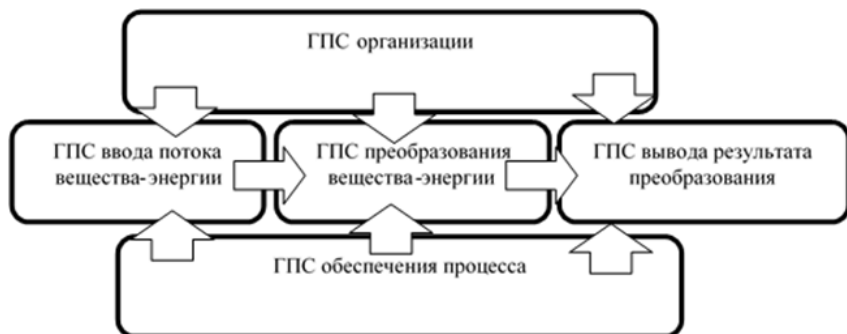 ГПС организации
ГПС ввода потока
вещества-энергии
ГПС преобразования
вещества-энергии
ГПС вывода результата
преобразования
ГПС обеспечения процесса